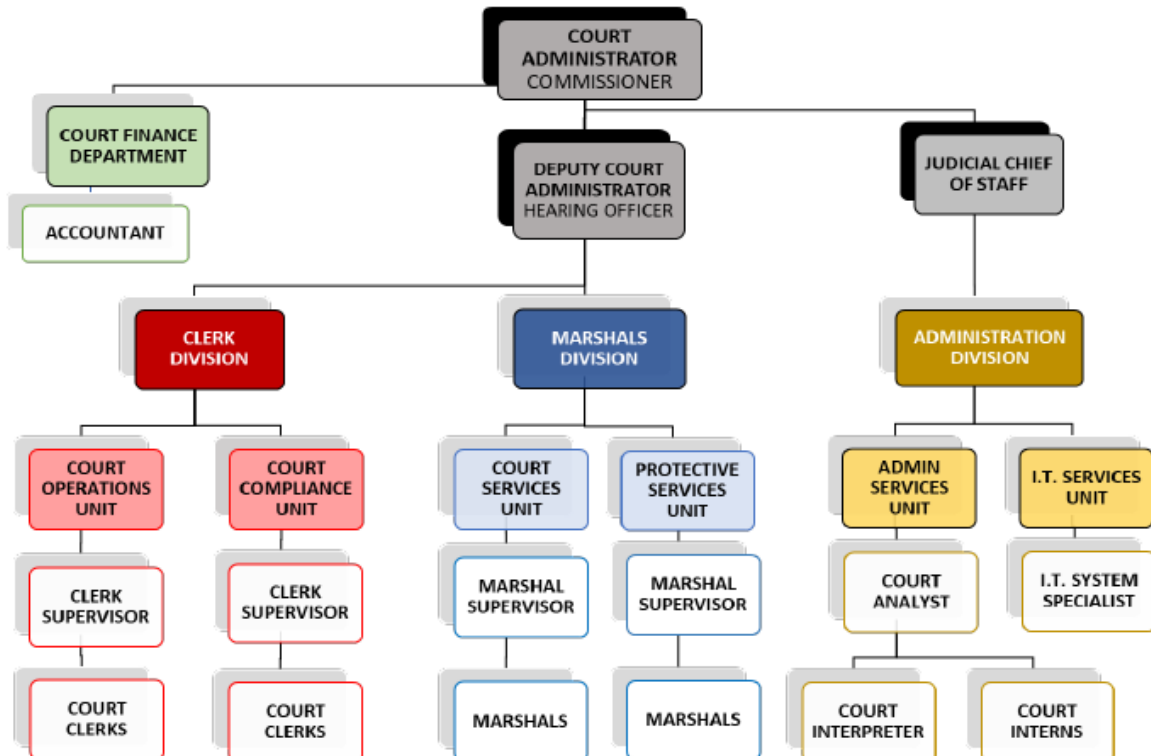 COURT
ADMINISTRATOR
COMMISSIONER
COURT FINANCE
DEPARTMENT
ACCOUNTANT
DEPUTY COURT
ADMINISTRATOR
HEARING OFFICER
JUDICIAL CHIEF
OF STAFF
CLERK
DIVISION
MARSHALS
DIVISION
ADMINISTRATION
DIVISION
COURT
OPERATIONS
UNIT
COURT
COMPLIANCE
UNIT
COURT
SERVICES
UNIT
PROTECTIVE
SERVICES
UNIT
ADMIN
SERVICES
UNIT
I.T. SERVICES
UNIT
CLERK
SUPERVISOR
CLERK
SUPERVISOR
MARSHAL
SUPERVISOR
MARSHAL
SUPERVISOR
COURT
ANALYST
I.T. SYSTEM
SPECIALIST
COURT
CLERKS
COURT
CLERKS
MARSHALS
MARSHALS
COURT
INTERPRETER
COURT
INTERNS